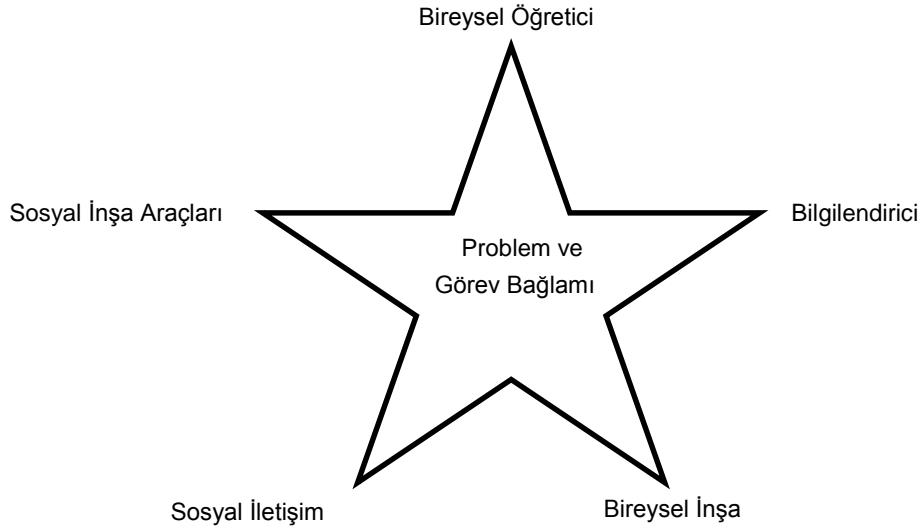 Bireysel Öğretici
Sosyal İnşa Araçları
Bilgilendirici
Problem ve
Görev Bağlamı
Sosyal İletişim
Bireysel İnşa